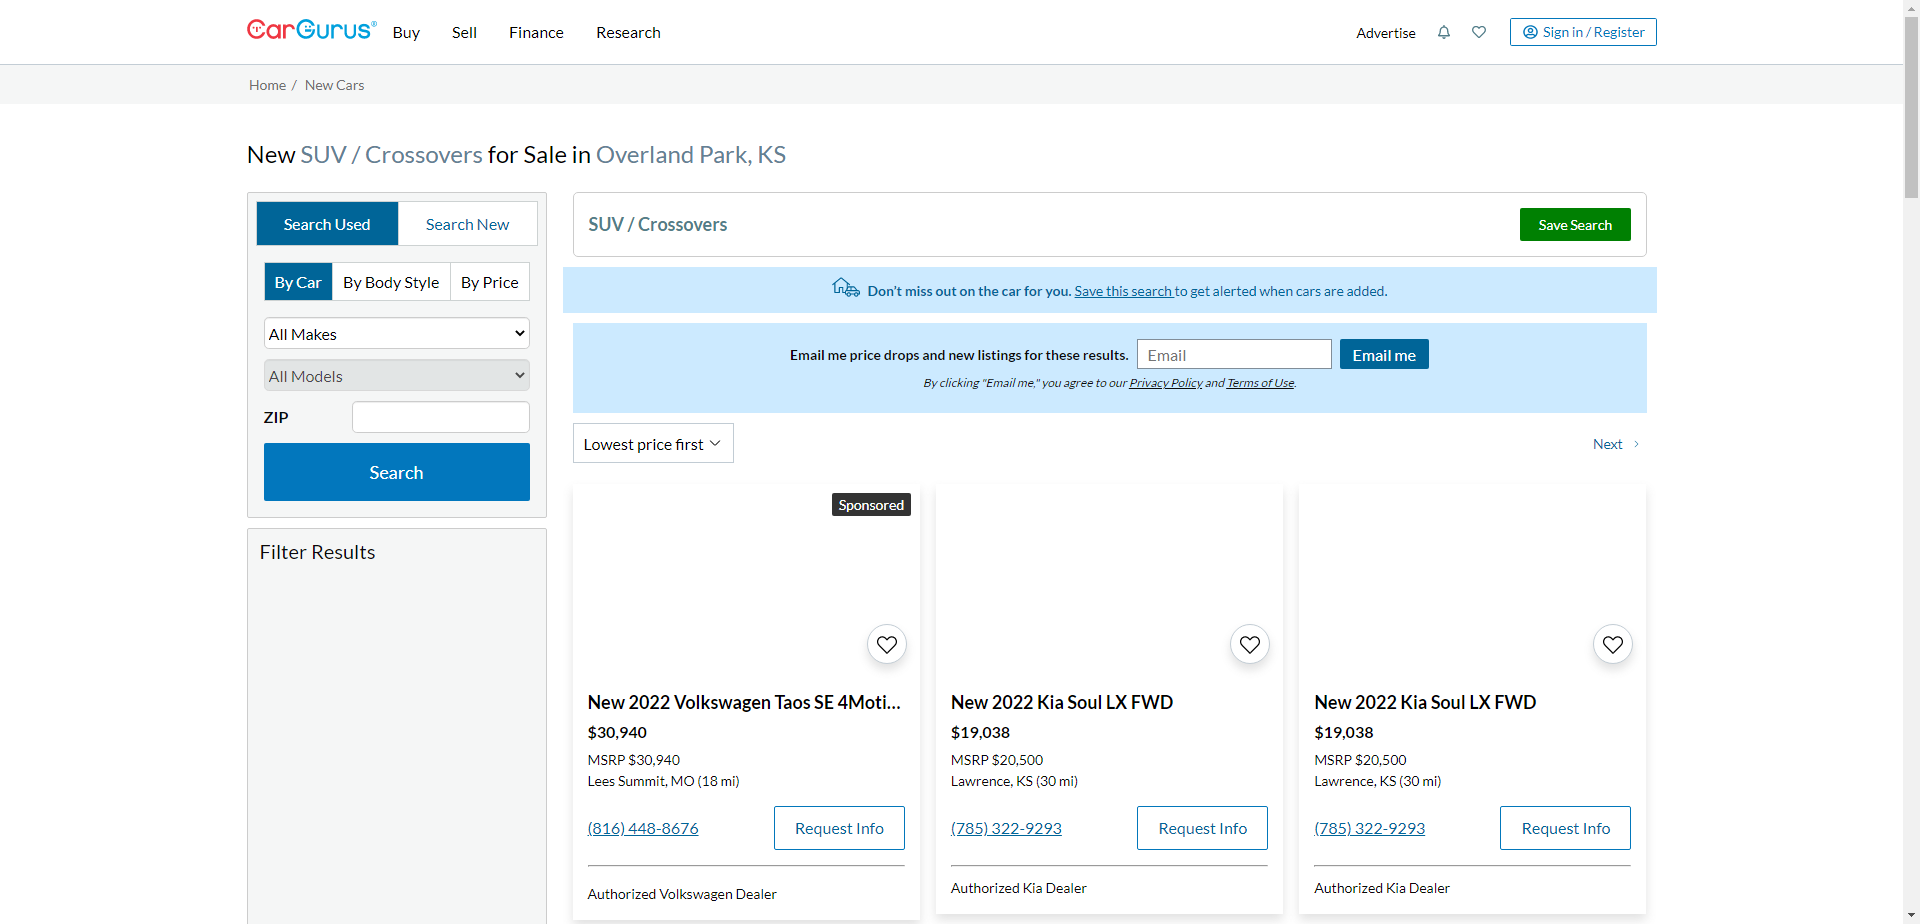 CarGurus®
Buy
Sell
Finance
Research
Advertise
Sign in / Register
Home / New Cars
New SUV / Crossovers for Sale in Overland Park, KS
Search Used
Search New
By Car
By Body Style
By Price
All Makes
All Models
ZIP
Search
Filter Results
SUV / Crossovers
Save Search
Don't miss out on the car for you. Save this search to get alerted when cars are added.
Email me price drops and new listings for these results.
Email
Email me
By clicking "Email me," you agree to our Privacy Policy and Terms of Use.
Lowest price first
Next
Sponsored
New 2022 Volkswagen Taos SE 4Moti...
$30,940
MSRP $30,940
Lees Summit, MO (18 mi)
(816) 448-8676
Request Info
Authorized Volkswagen Dealer
New 2022 Kia Soul LX FWD
$19,038
MSRP $20,500
Lawrence, KS (30 mi)
(785) 322-9293
Request Info
Authorized Kia Dealer
New 2022 Kia Soul LX FWD
$19,038
MSRP $20,500
Lawrence, KS (30 mi)
(785) 322-9293
Request Info
Authorized Kia Dealer